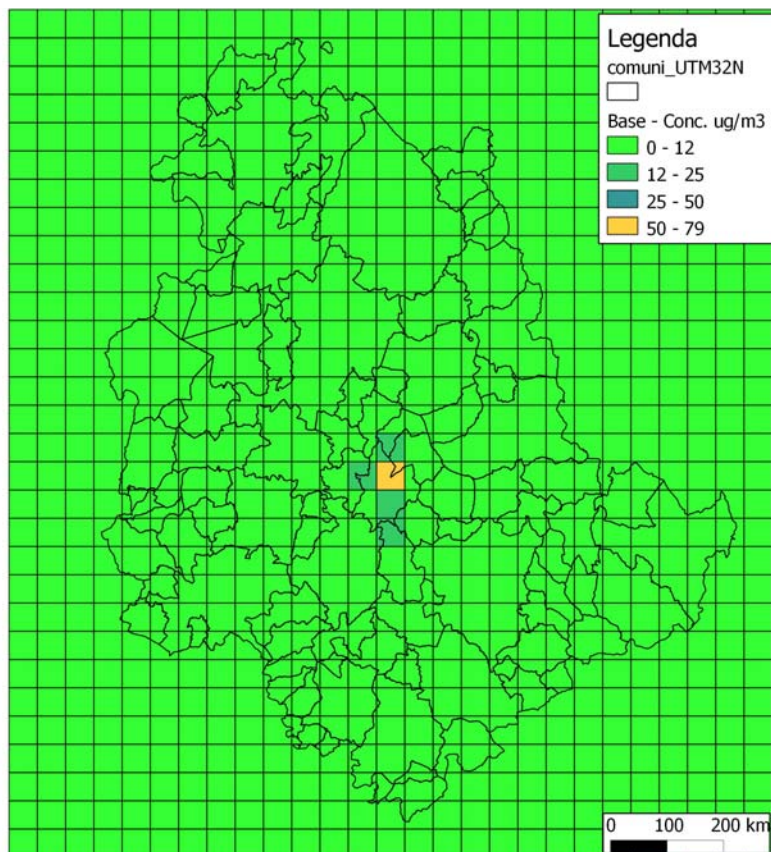 Legenda
comuni_UTM32N
Base - Conc. ug/m3
0 - 12
12 - 25
25 - 50
50 - 79
0 100 200 km